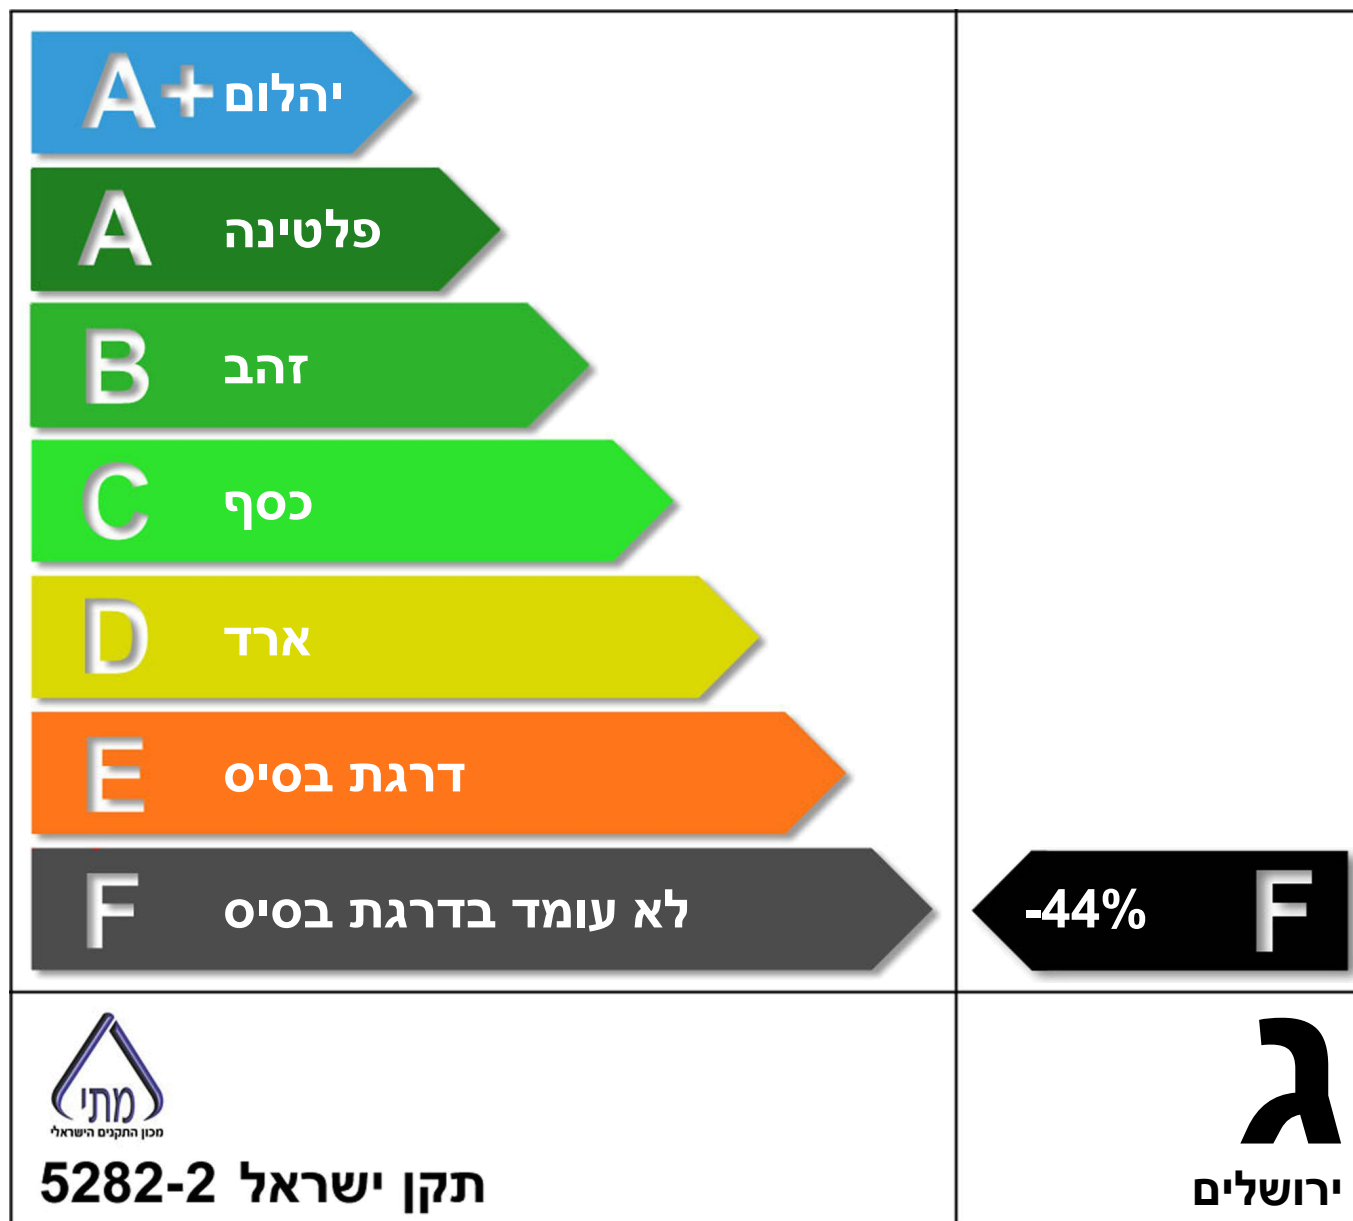 A+ יהלום
A פלטינה
B זהב
C כסף
D ארד
E דרגת בסיס
F לא עומד בדרגת בסיס
-44% F
מתי
מכון התקנים הישראלי
תקן ישראל 5282-2
ג
ירושלים